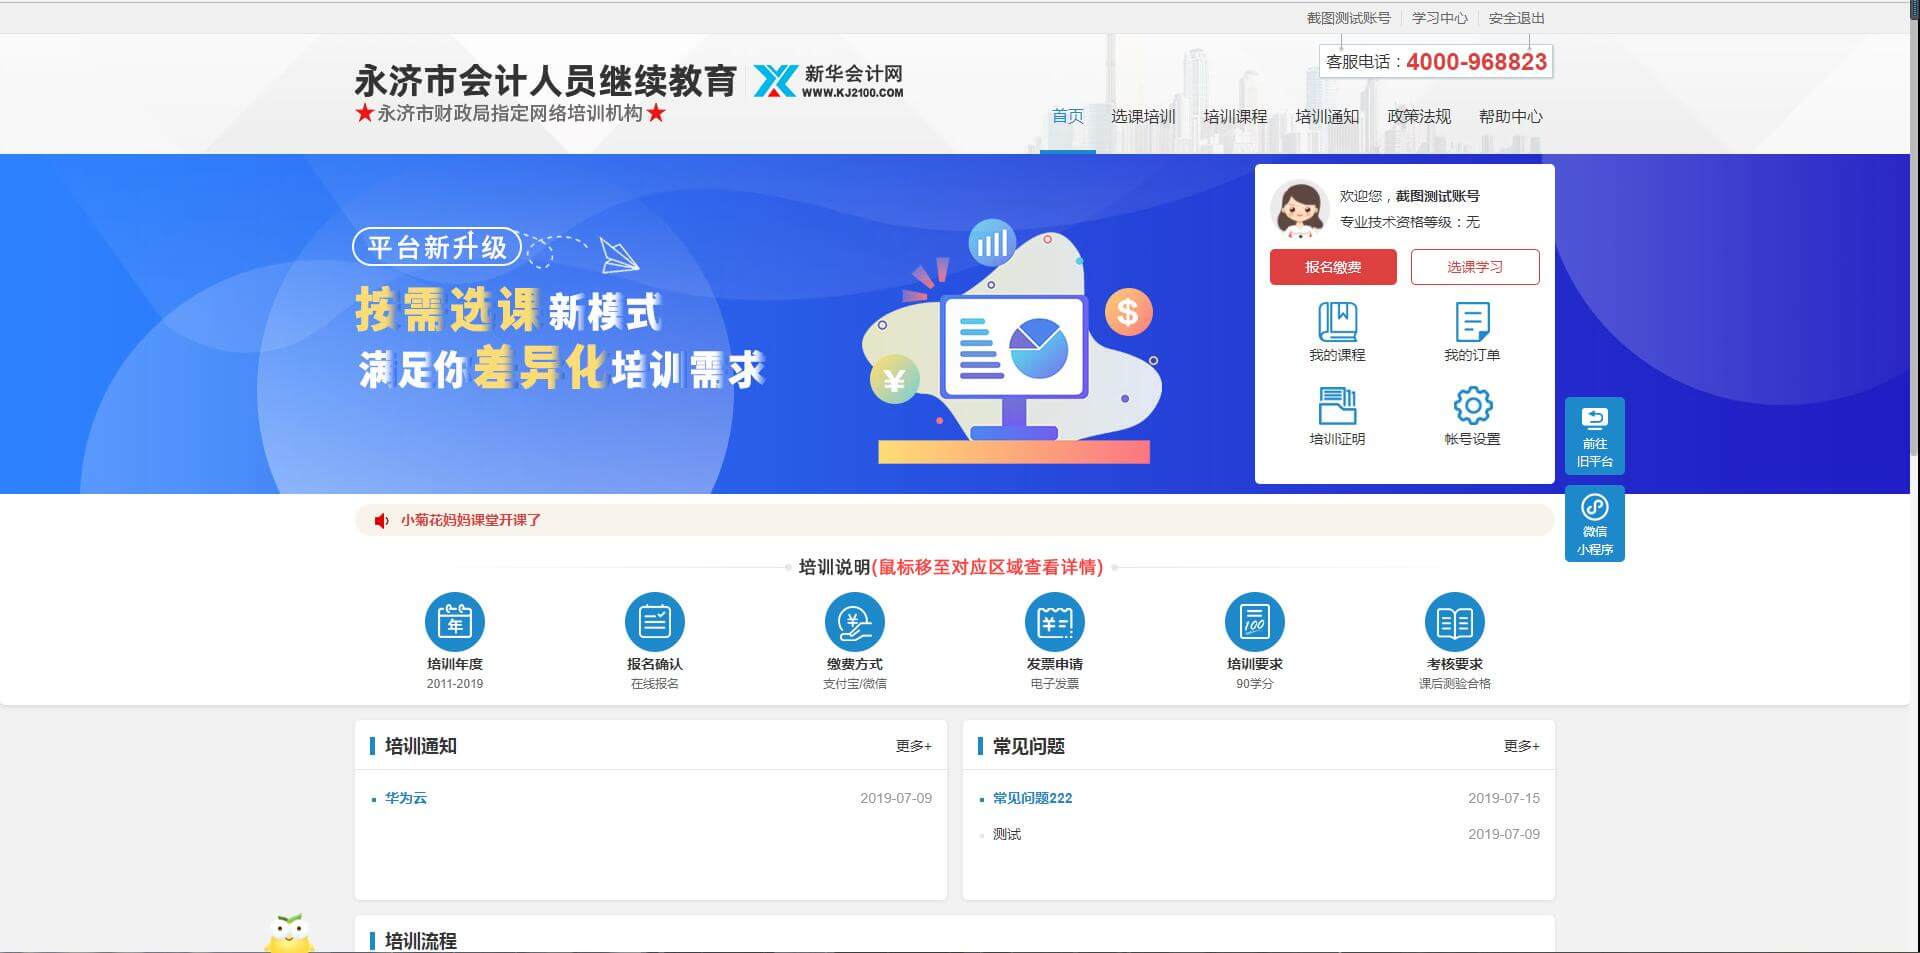 截图测试账号 学习中心 安全退出
永济市会计人员继续教育 新华会计网
WWW.KJ2100.COM
★永济市财政局指定网络培训机构★
客服电话：4000-968823
首页 选课培训 培训课程 培训通知 政策法规 帮助中心
平台新升级
按需选课新模式
满足你差异化培训需求
¥
$
欢迎您，截图测试账号
专业技术资格等级：无
报名缴费 选课学习
我的课程 我的订单
培训证明 帐号设置
前往
旧平台
微信
小程序
小菊花妈妈课堂开课了
培训说明(鼠标移至对应区域查看详情)
年
¥
¥
100
培训年度 报名确认 缴费方式 发票申请 培训要求 考核要求
2011-2019 在线报名 支付宝/微信 电子发票 90学分 课后测验合格
培训通知 更多+
华为云 2019-07-09
常见问题 更多+
常见问题222 2019-07-15
测试 2019-07-09
培训流程